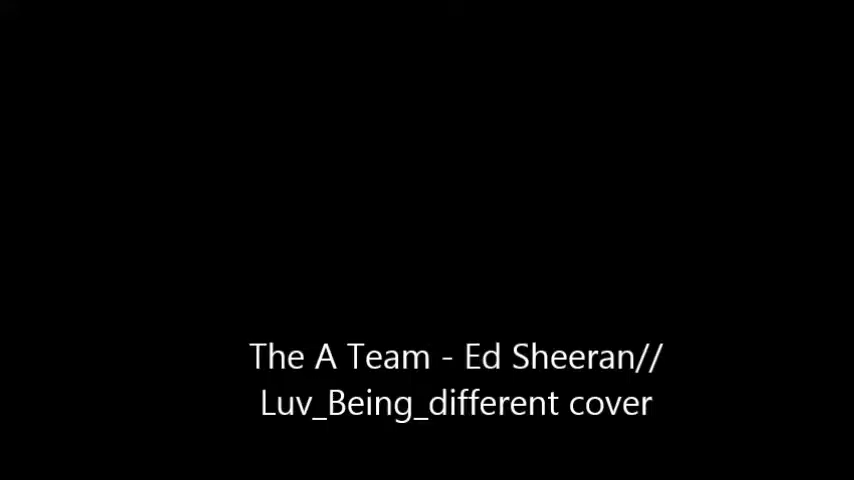 The A Team - Ed Sheeran//
Luv_Being_different cover